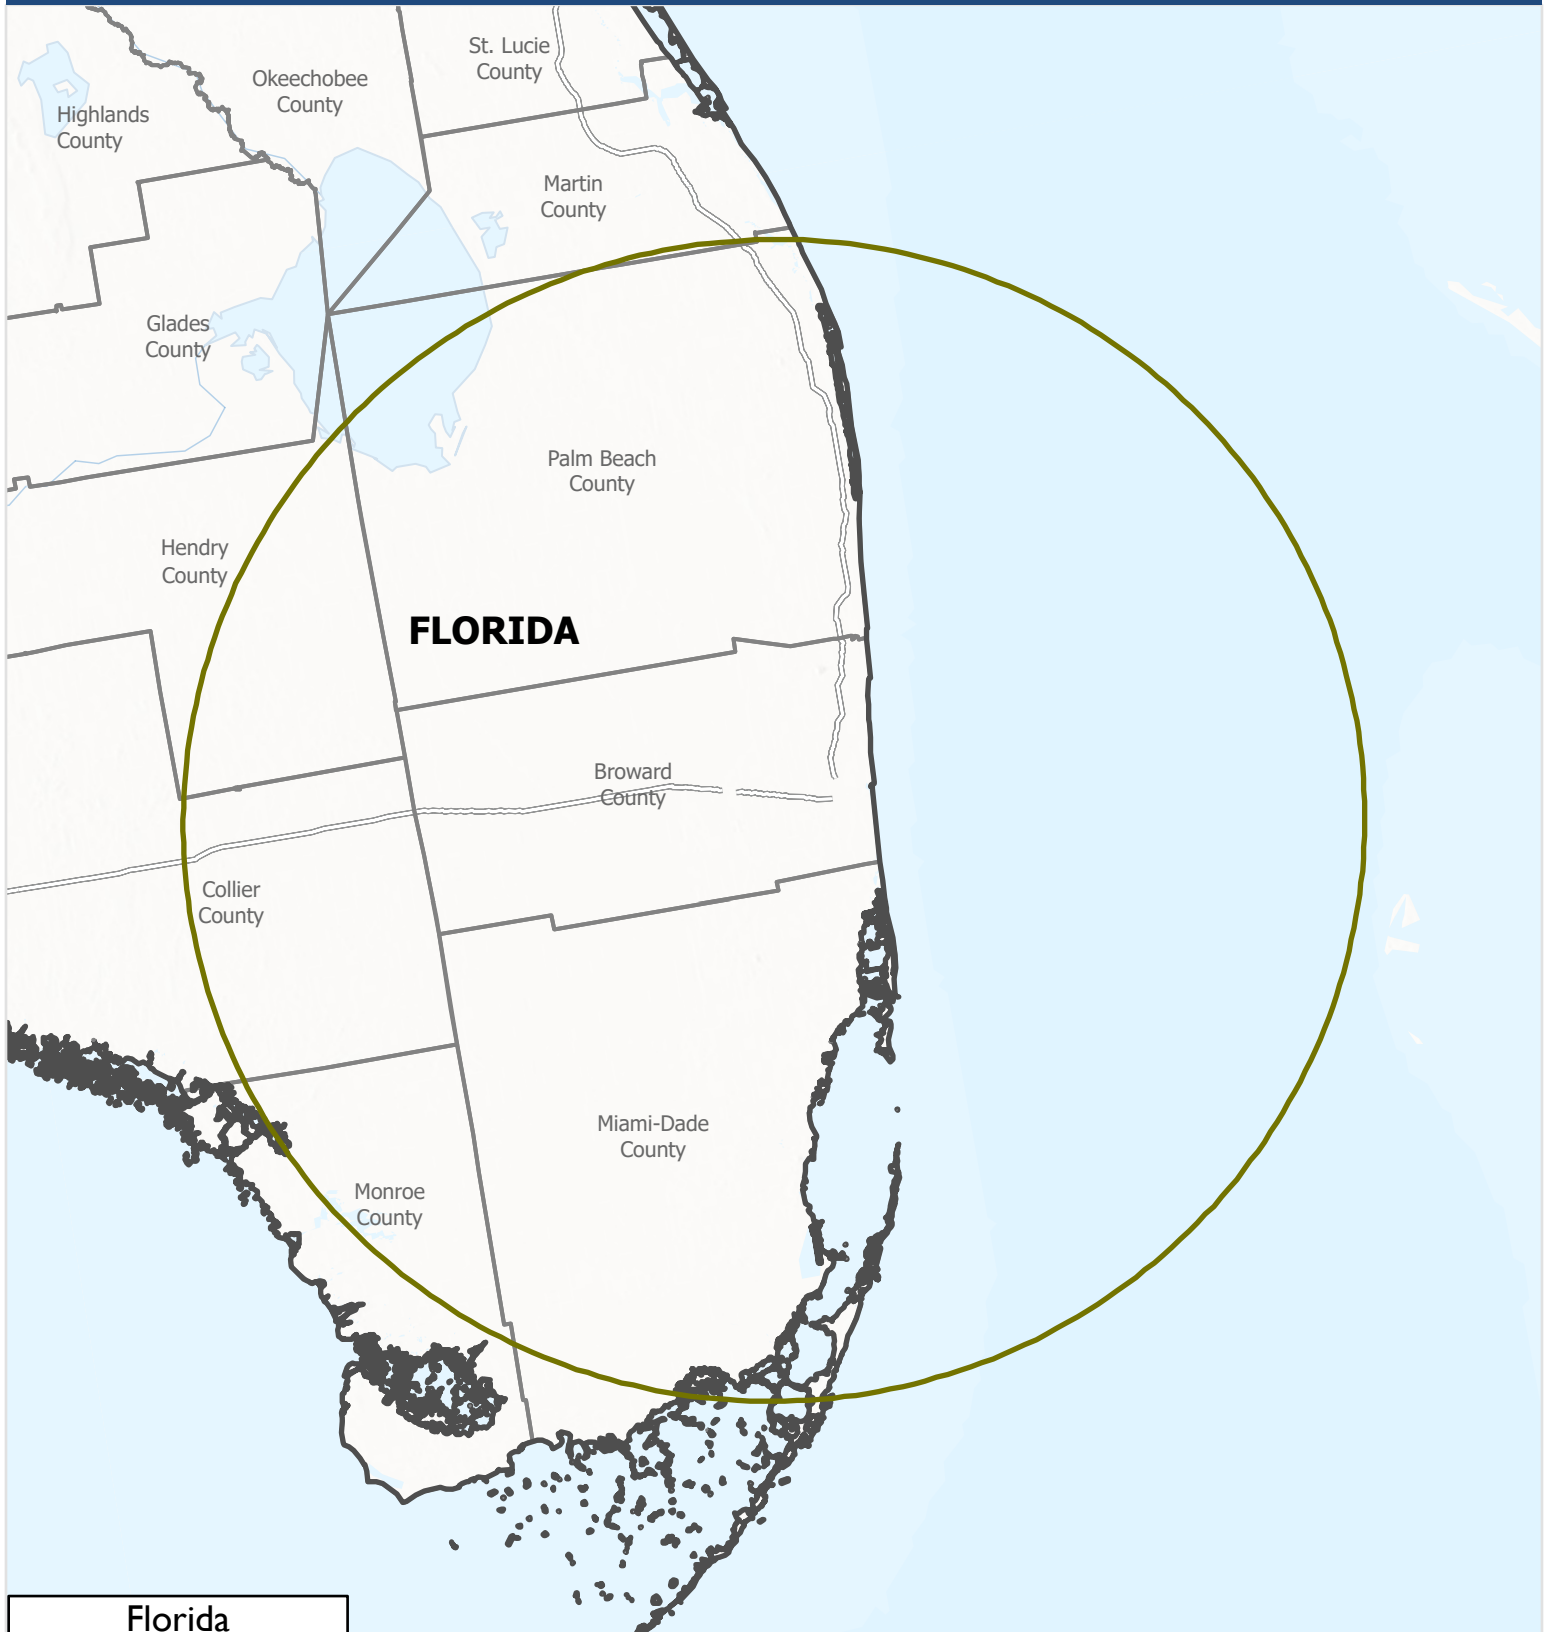 St. Lucie
County
Okeechobee
County
Highlands
County
Martin
County
Glades
County
Palm Beach
County
Hendry
County
FLORIDA
Broward
County
Collier
County
Miami-Dade
County
Monroe
County
Florida